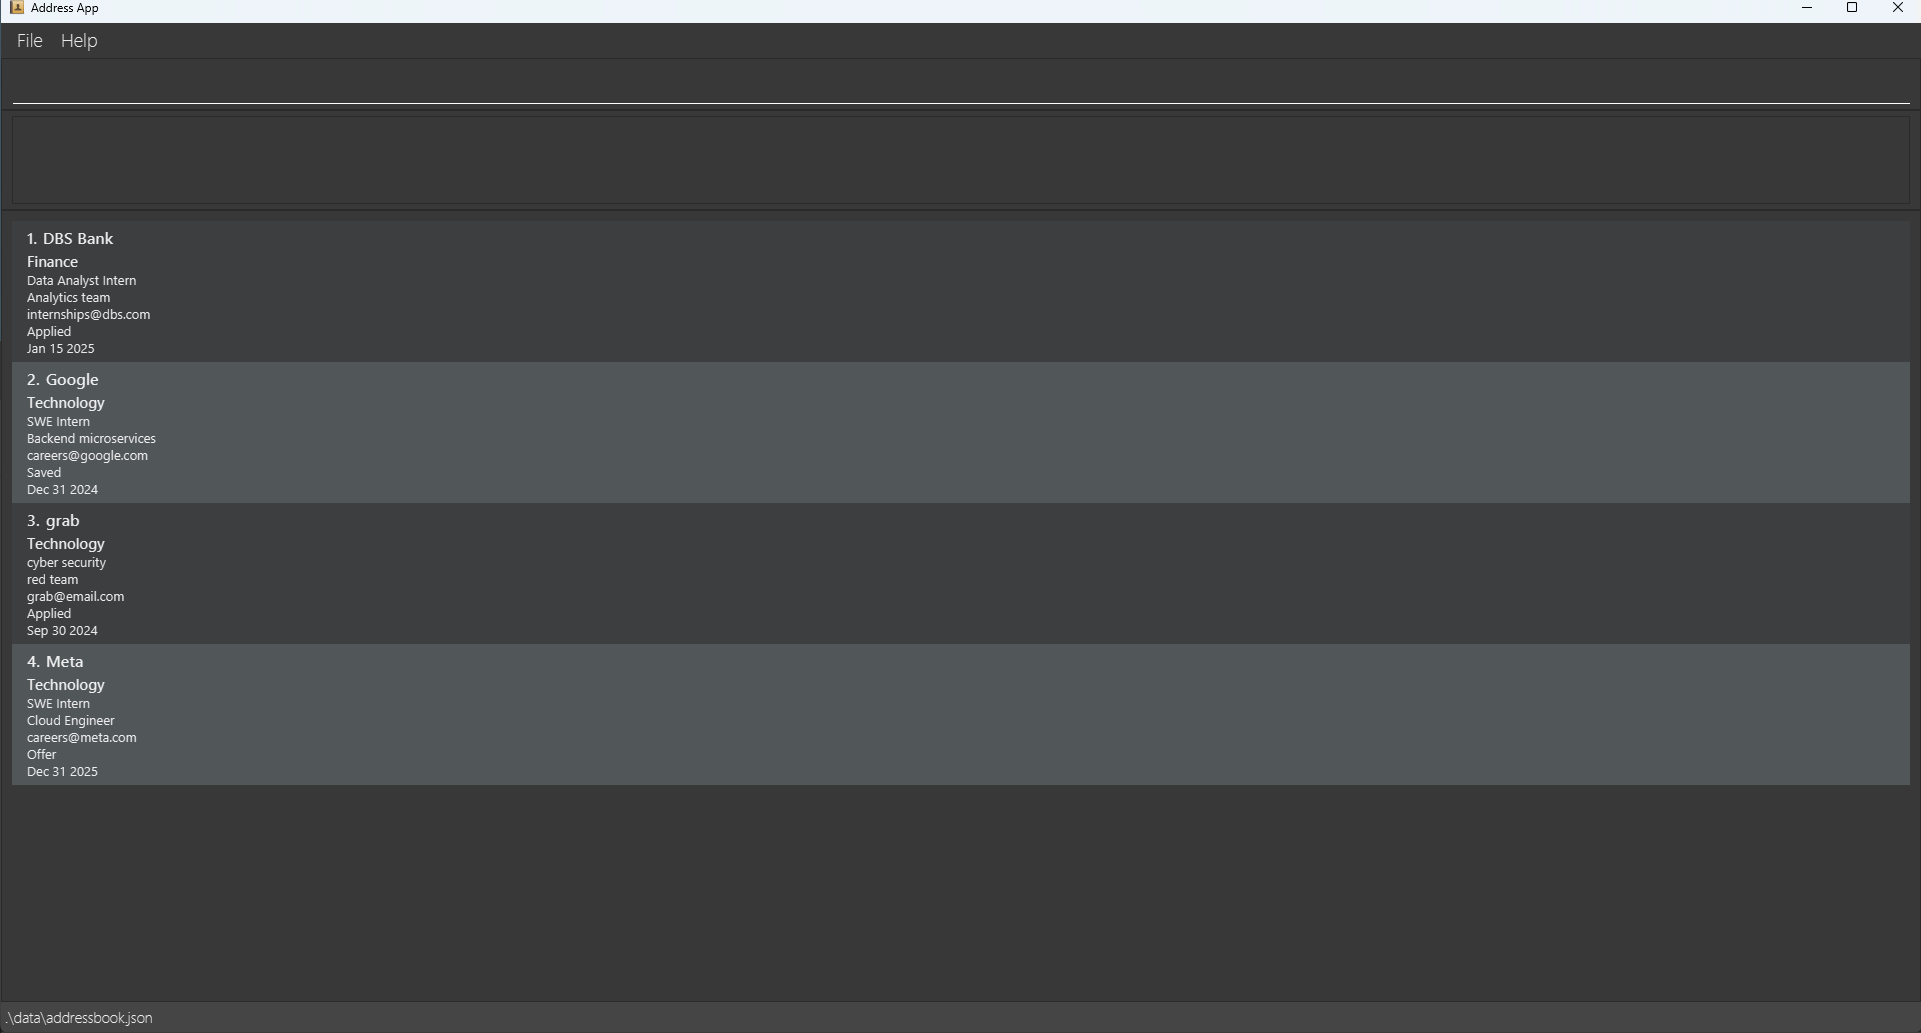 Address App
File Help
1. DBS Bank
Finance
Data Analyst Intern
Analytics team
internships@dbs.com
Applied
Jan 15 2025
2. Google
Technology
SWE Intern
Backend microservices
careers@google.com
Saved
Dec 31 2024
3. grab
Technology
cyber security
red team
grab@email.com
Applied
Sep 30 2024
4. Meta
Technology
SWE Intern
Cloud Engineer
careers@meta.com
Offer
Dec 31 2025
.\data\addressbook.json